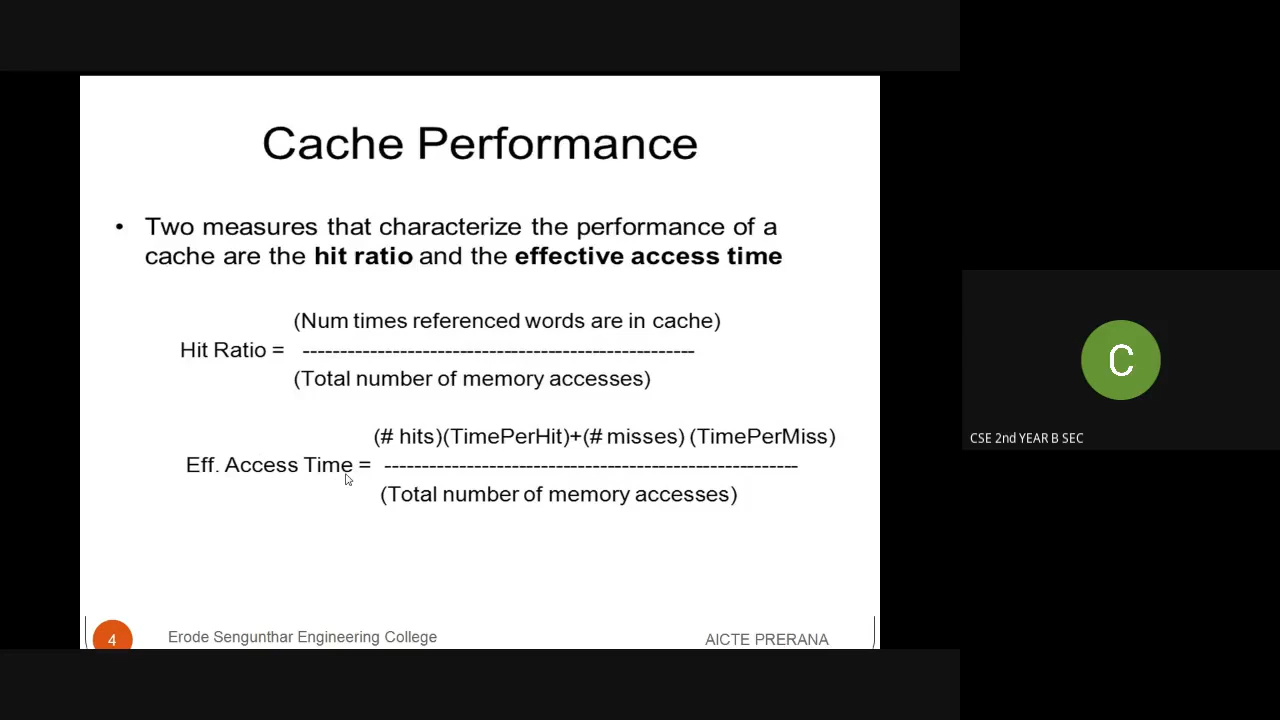 Cache Performance
• Two measures that characterize the performance of a
cache are the hit ratio and the effective access time
(Num times referenced words are in cache)
Hit Ratio = -----------------------------------------------------
(Total number of memory accesses)
(# hits)(TimePerHit)+(# misses) (TimePerMiss)
Eff. Access Time = --------------------------------------------------------
(Total number of memory accesses)
4
Erode Sengunthar Engineering College
AICTE PRERANA
C
CSE 2nd YEAR B SEC